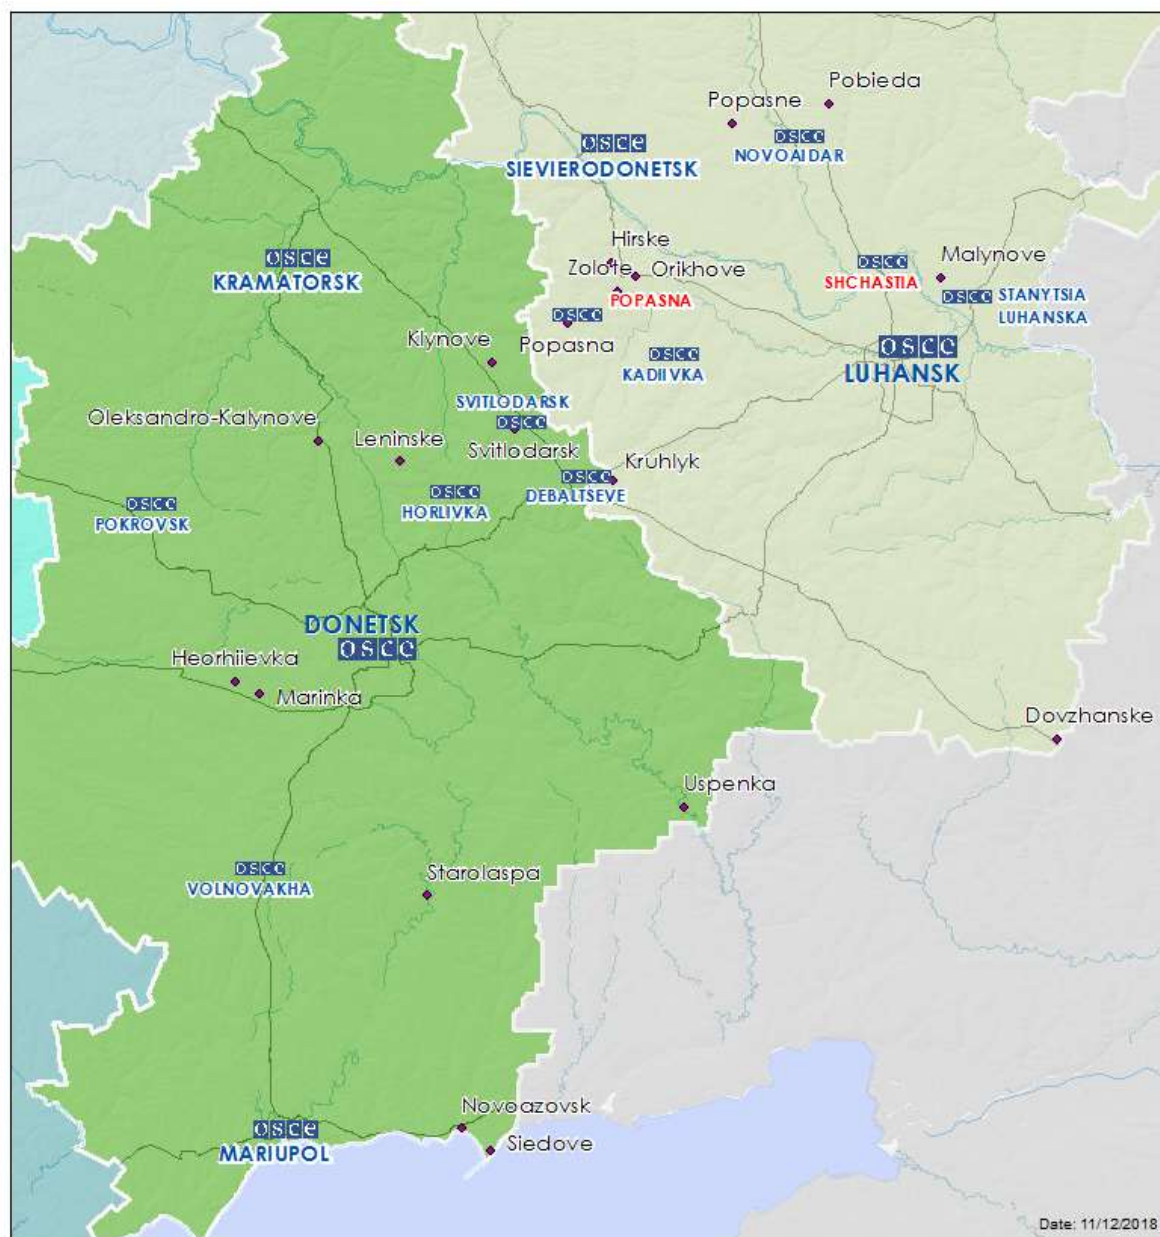 Pobieda
Popasne
osce
NOVOAIDAR
osce
SIEVIERODONETSK
Hirske
Zolote
Orikhove
osce
KRAMATORSK
osce
SHCHASTIA
Malynove
POPASNA
osce
STANYTSIA
LUHANSKA
osce
Popasna
Klynove
osce
KADIIVKA
osce
LUHANSK
SVITLODARSK
osce
Svitlodarsk
Oleksandro-Kalynove
Leninske
Kruhlyk
osce
DEBALTSEVE
osce
HORLIVKA
osce
POKROVSK
DONETSK
osce
Heorhiievka
Marinka
Dovzhanske
Uspenka
osce
VOLNOVAKHA
Starolaspa
Novoazovsk
osce
MARIUPOL
Siedove
Date: 11/12/2018